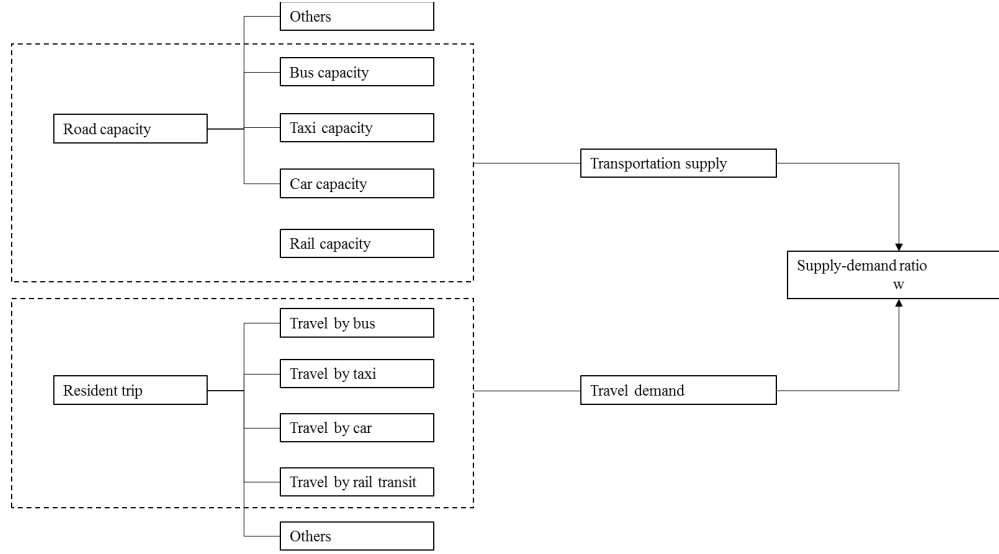 Others
Bus capacity
Road capacity
Taxi capacity
Car capacity
Rail capacity
Transportation supply
Supply-demand ratio
w
Travel by bus
Travel by taxi
Resident trip
Travel by car
Travel by rail transit
Others
Travel demand